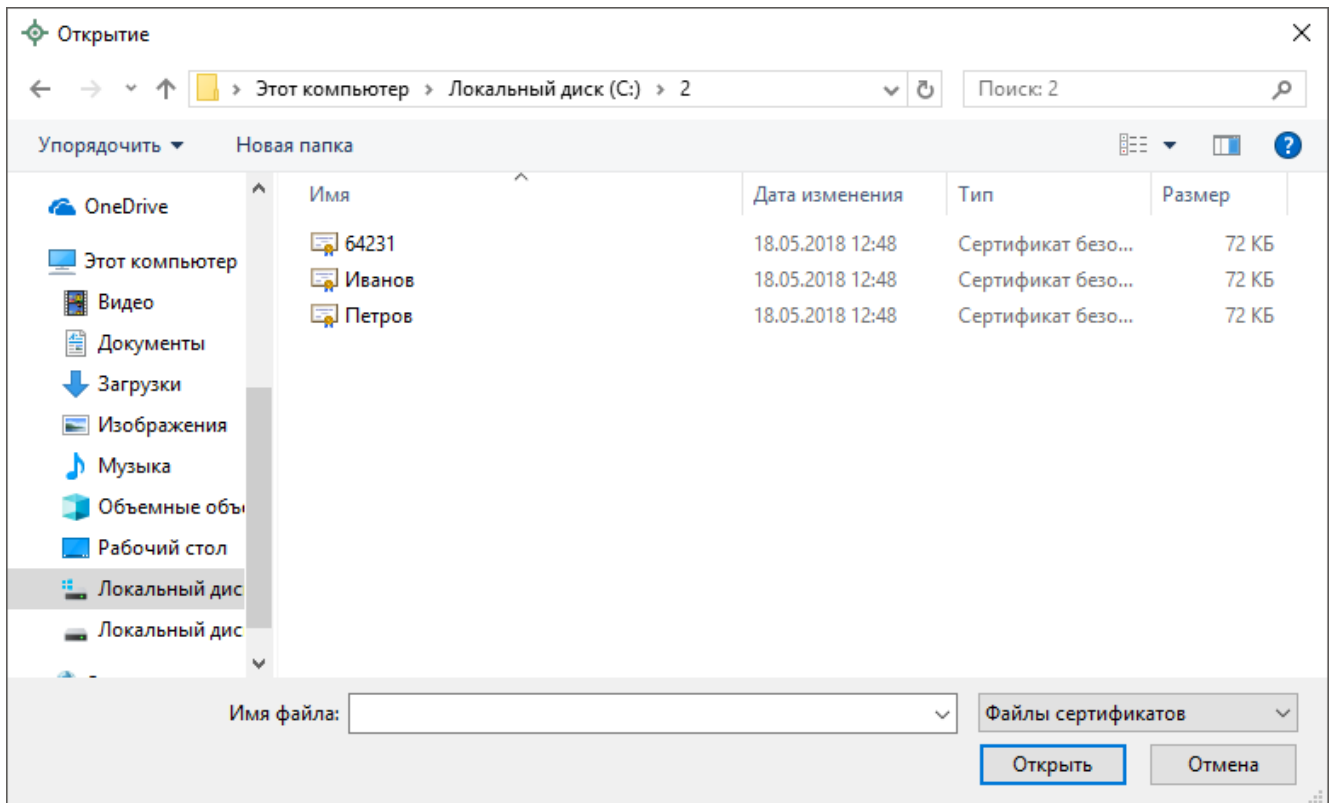 Открытие
Этот компьютер › Локальный диск (C:) › 2
Поиск: 2
Упорядочить Новая папка
Имя Дата изменения Тип Размер
64231 18.05.2018 12:48 Сертификат безо... 72 КБ
Иванов 18.05.2018 12:48 Сертификат безо... 72 КБ
Петров 18.05.2018 12:48 Сертификат безо... 72 КБ
OneDrive
Этот компьютер
Видео
Документы
Загрузки
Изображения
Музыка
Объемные объ
Рабочий стол
Локальный дис
Локальный дис
Имя файла:
Файлы сертификатов
Открыть Отмена